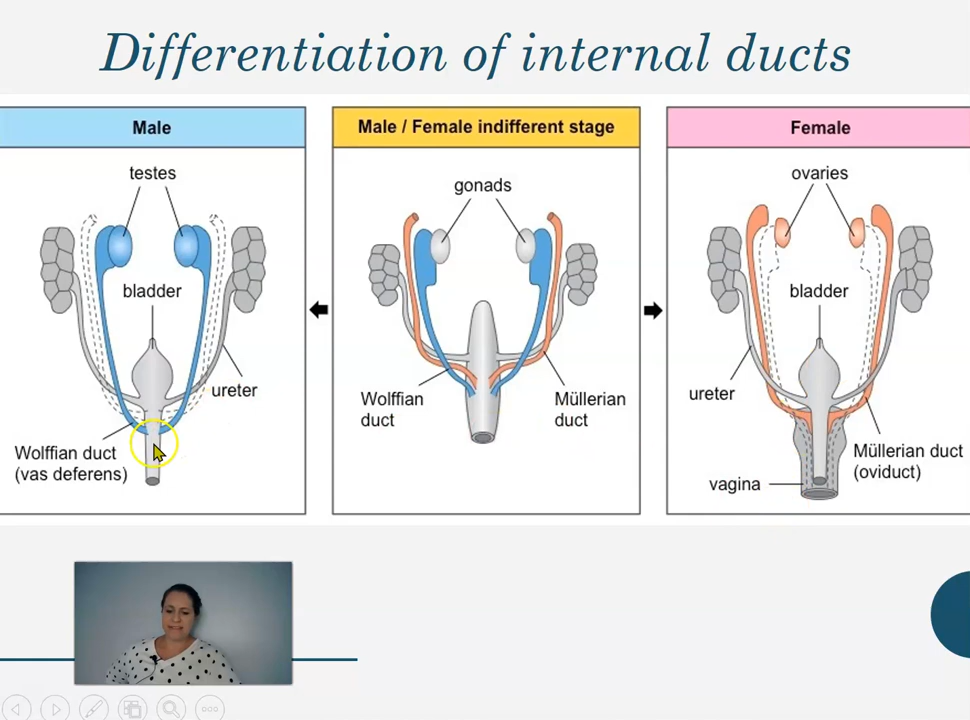 Differentiation of internal ducts
Male
testes
bladder
ureter
Wolffian duct
(vas deferens)
Male / Female indifferent stage
gonads
Wolffian
duct
Müllerian
duct
Female
ovaries
bladder
ureter
Müllerian duct
(oviduct)
vagina